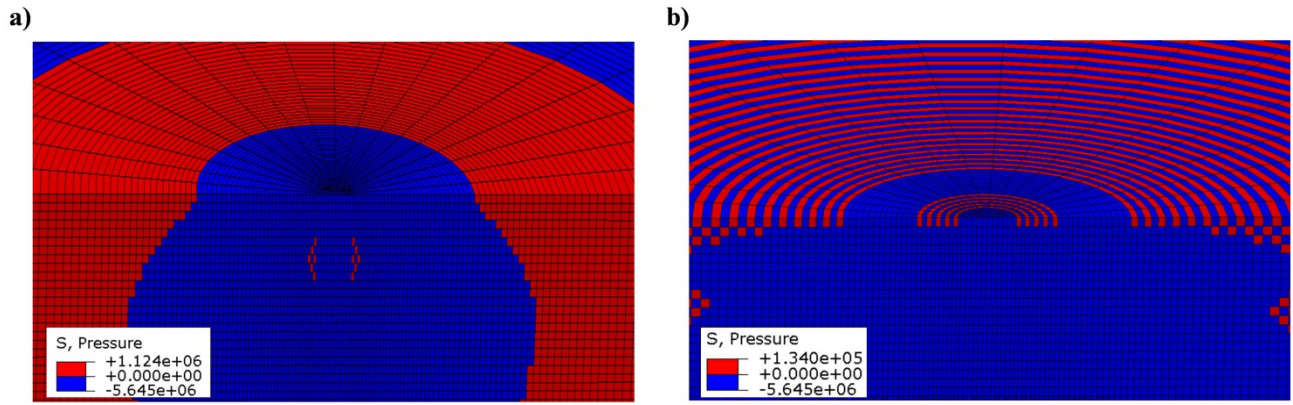 a)
b)
S, Pressure
+1.124e+06
+0.000e+00
-5.645e+06
S, Pressure
+1.340e+05
+0.000e+00
-5.645e+06